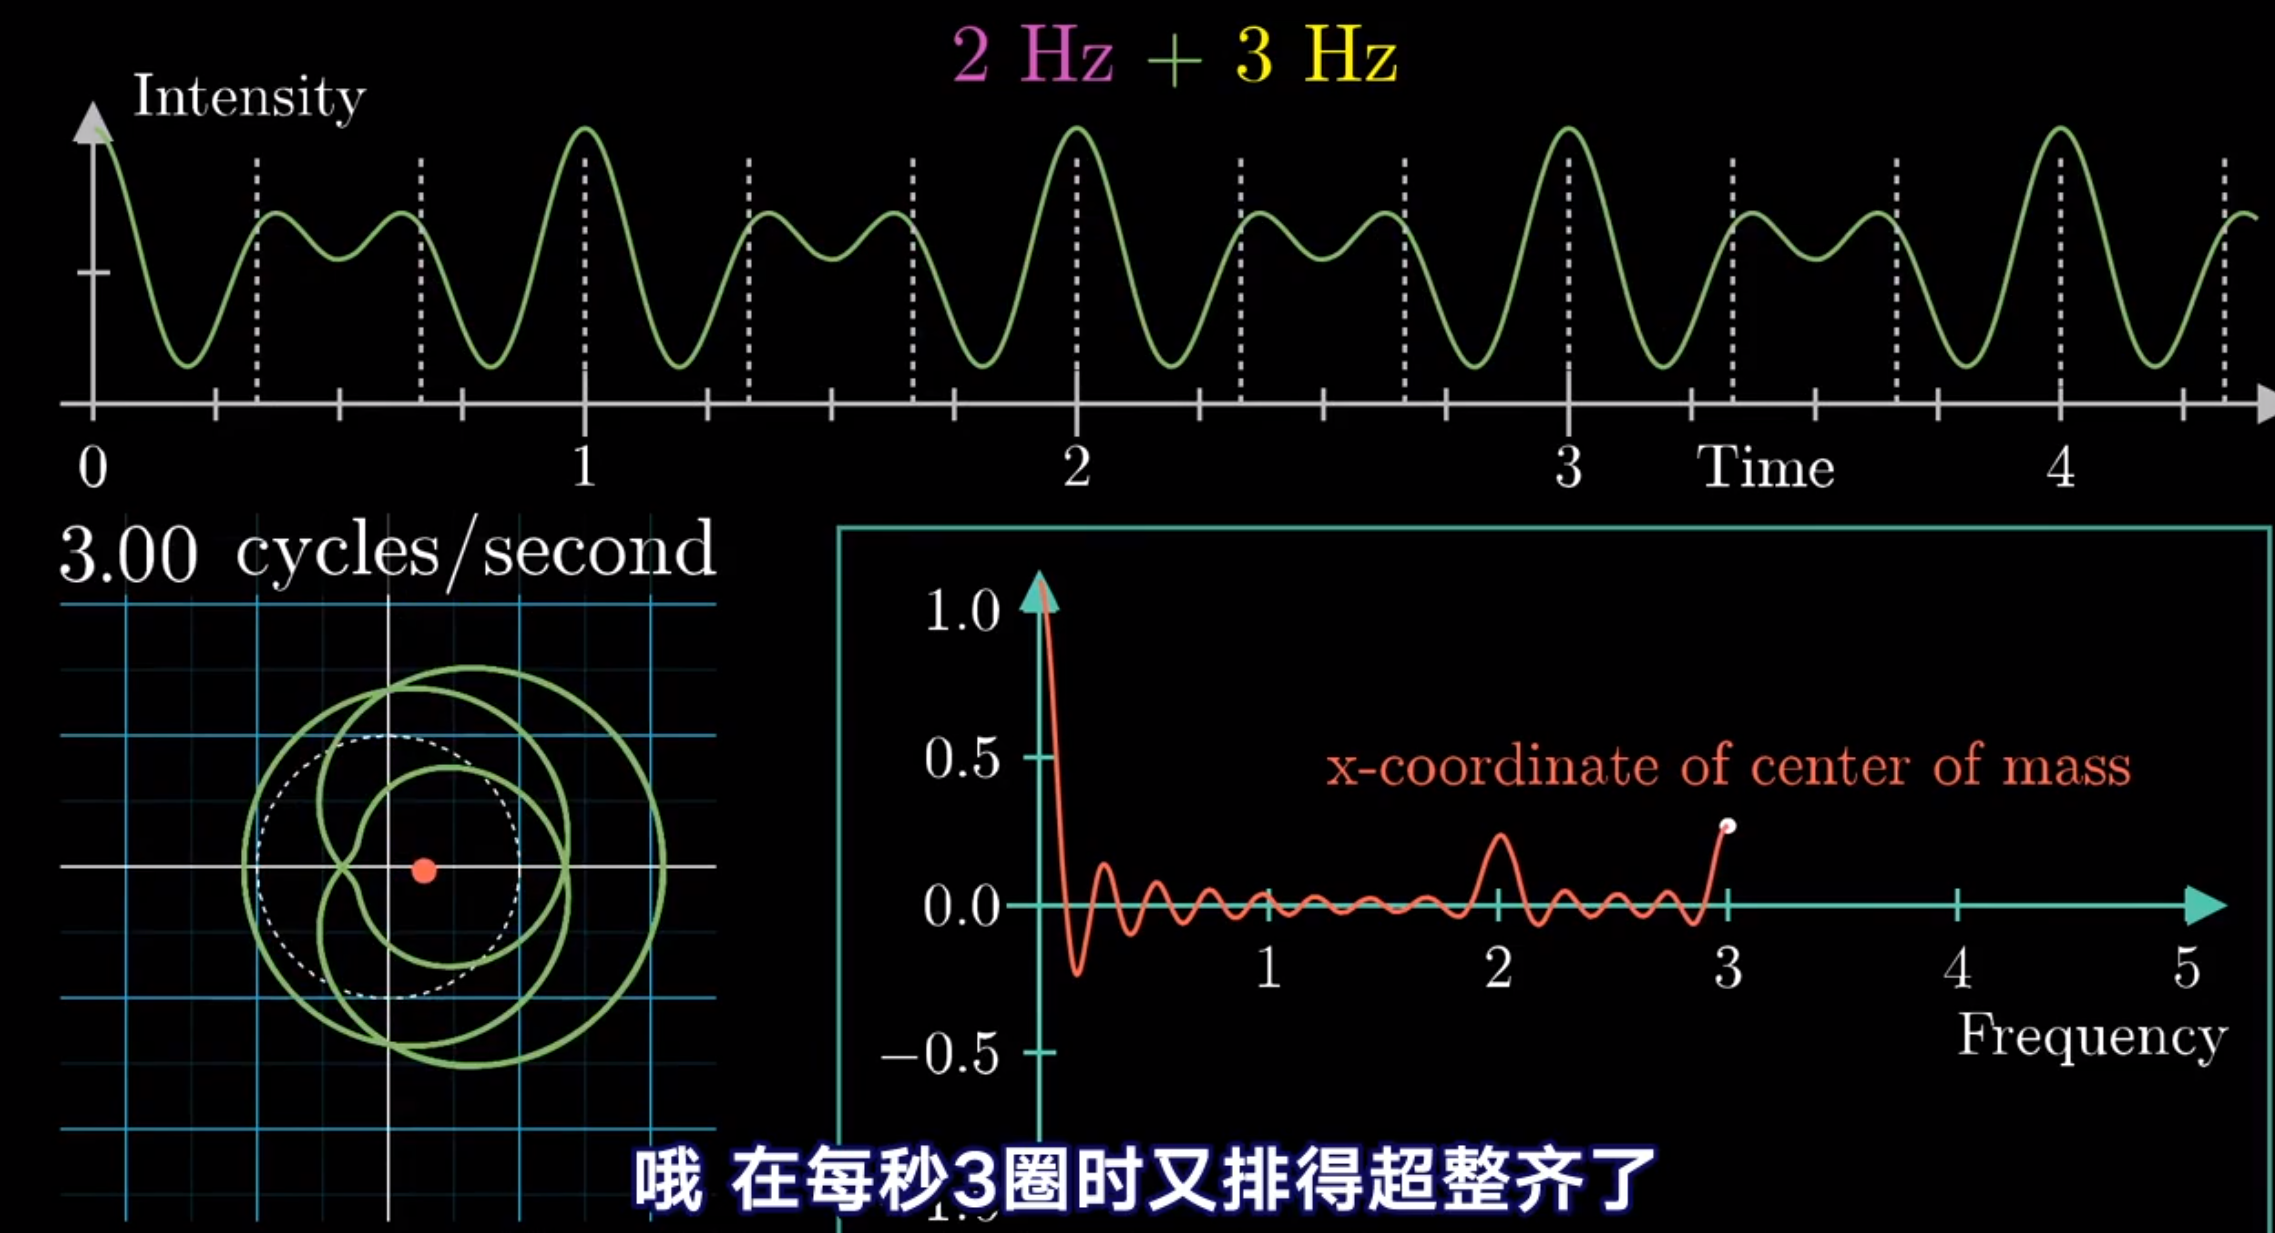 2 Hz + 3 Hz
Intensity
0
1
2
3
Time
4
3.00 cycles/second
1.0
0.5
x-coordinate of center of mass
0.0
1
2
3
4
5
−0.5
Frequency
哦 在每秒3圈时又排得超整齐了